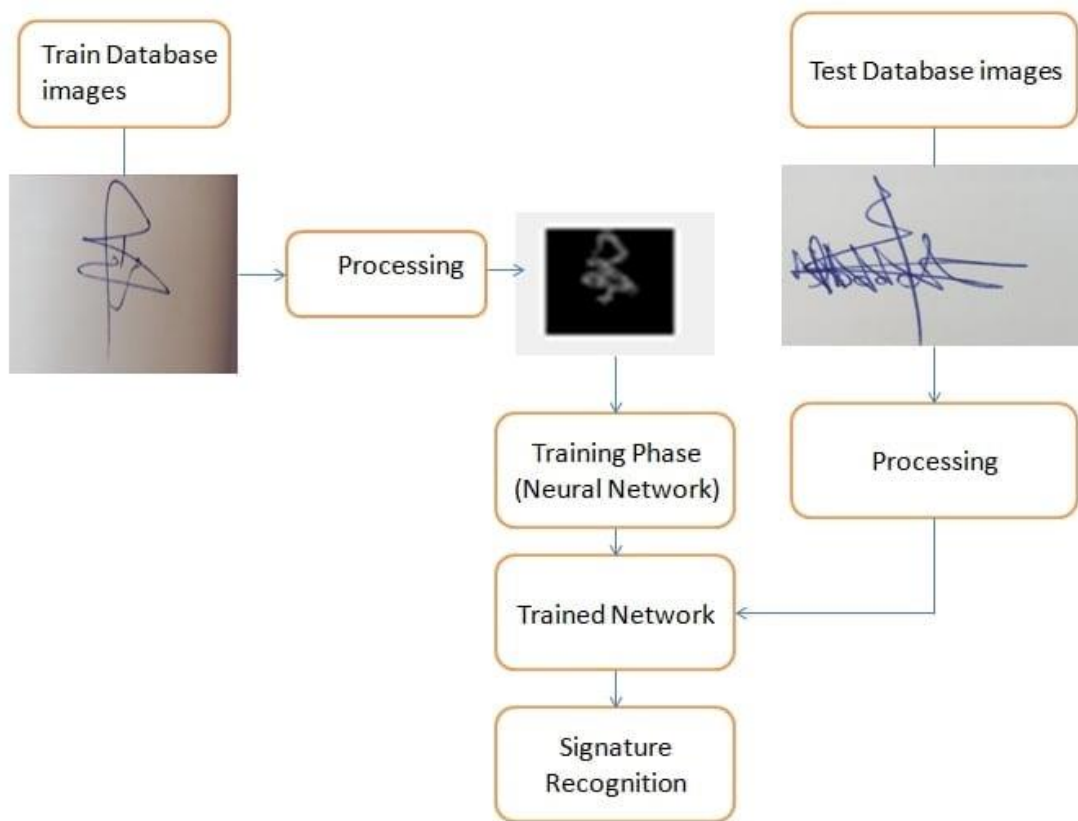 Train Database
images
Test Database images
Processing
Training Phase
(Neural Network)
Processing
Trained Network
Signature
Recognition